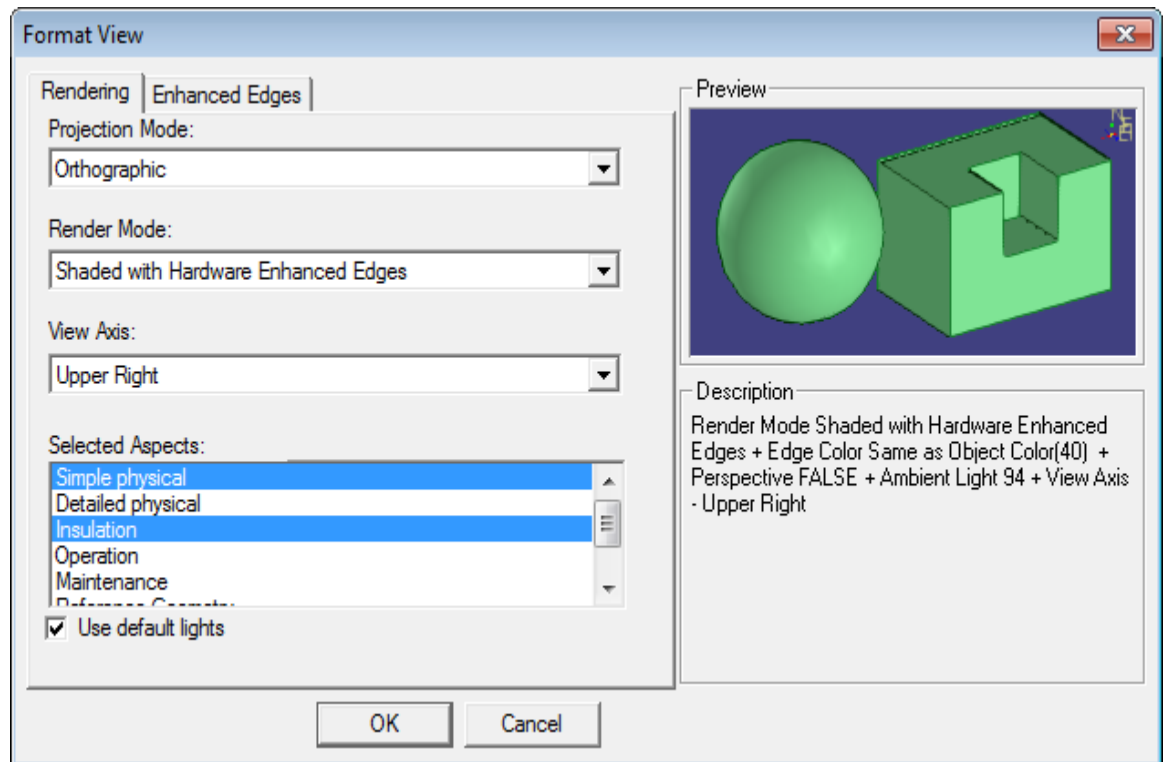 Format View
Rendering
Enhanced Edges
Projection Mode:
Orthographic
Render Mode:
Shaded with Hardware Enhanced Edges
View Axis:
Upper Right
Selected Aspects:
Simple physical
Detailed physical
Insulation
Operation
Maintenance
Use default lights
OK
Cancel
Preview
Description
Render Mode Shaded with Hardware Enhanced
Edges + Edge Color Same as Object Color(40) +
Perspective FALSE + Ambient Light 94 + View Axis
- Upper Right